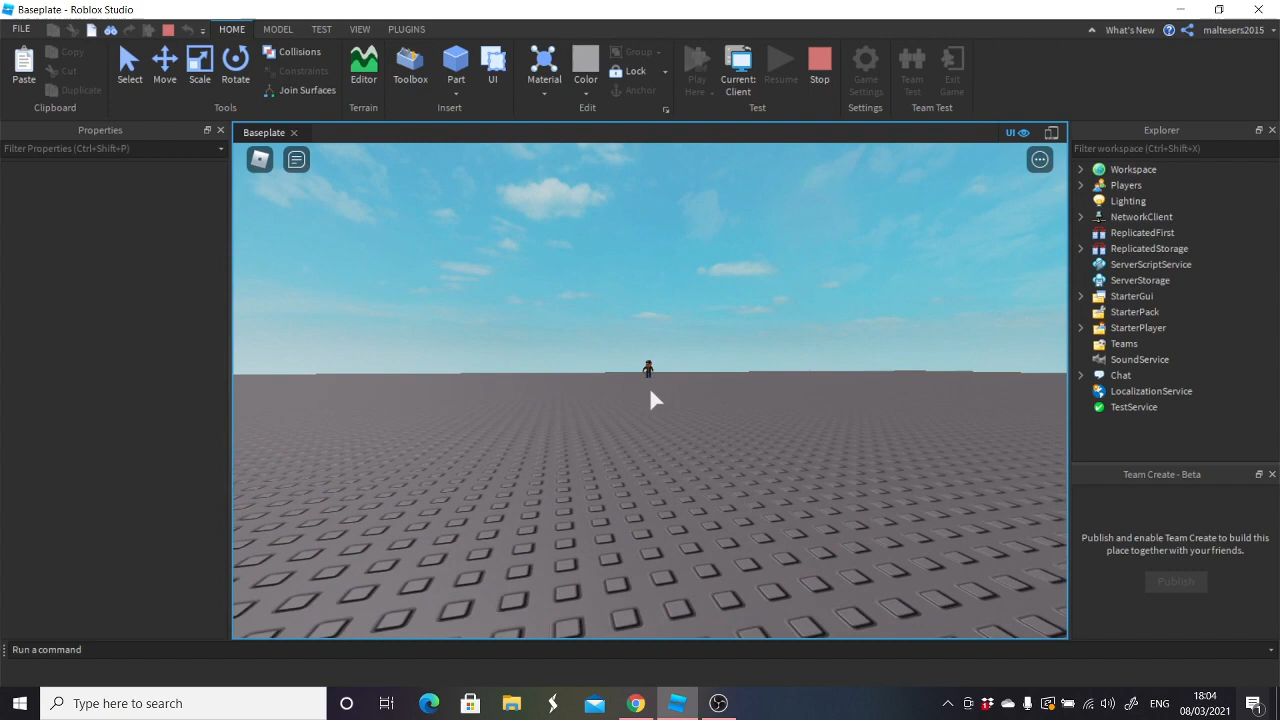 Baseplate - Roblox Studio
FILE HOME MODEL TEST VIEW PLUGINS What's New maltesers2015
Paste
Copy
Cut
Duplicate
Clipboard
Select Move Scale Rotate
Collisions
Constraints
Join Surfaces
Tools
Editor
Terrain
Toolbox Part UI
Insert
Material Color
Group
Lock
Anchor
Edit
Play Here
Current: Client
Resume Stop
Test
Game Settings
Settings
Team Test
Exit Game
Team Test
Properties
Filter Properties (Ctrl+Shift+P)
Baseplate
UI
Explorer
Filter workspace (Ctrl+Shift+X)
Workspace
Players
Lighting
NetworkClient
ReplicatedFirst
ReplicatedStorage
ServerScriptService
ServerStorage
StarterGui
StarterPack
StarterPlayer
Teams
SoundService
Chat
LocalizationService
TestService
Team Create - Beta
Publish and enable Team Create to build this
place together with your friends.
Publish
Run a command
Type here to search
ENG
18:04
08/03/2021